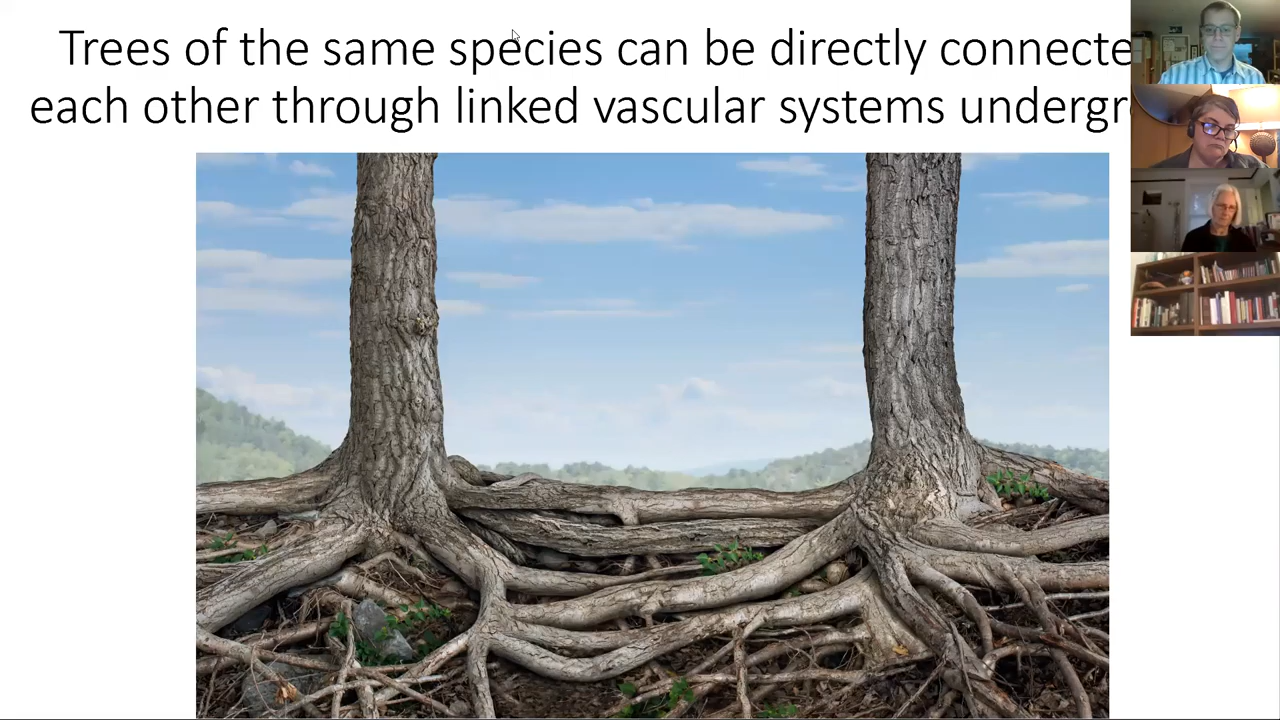 Trees of the same species can be directly connecte
each other through linked vascular systems undergr